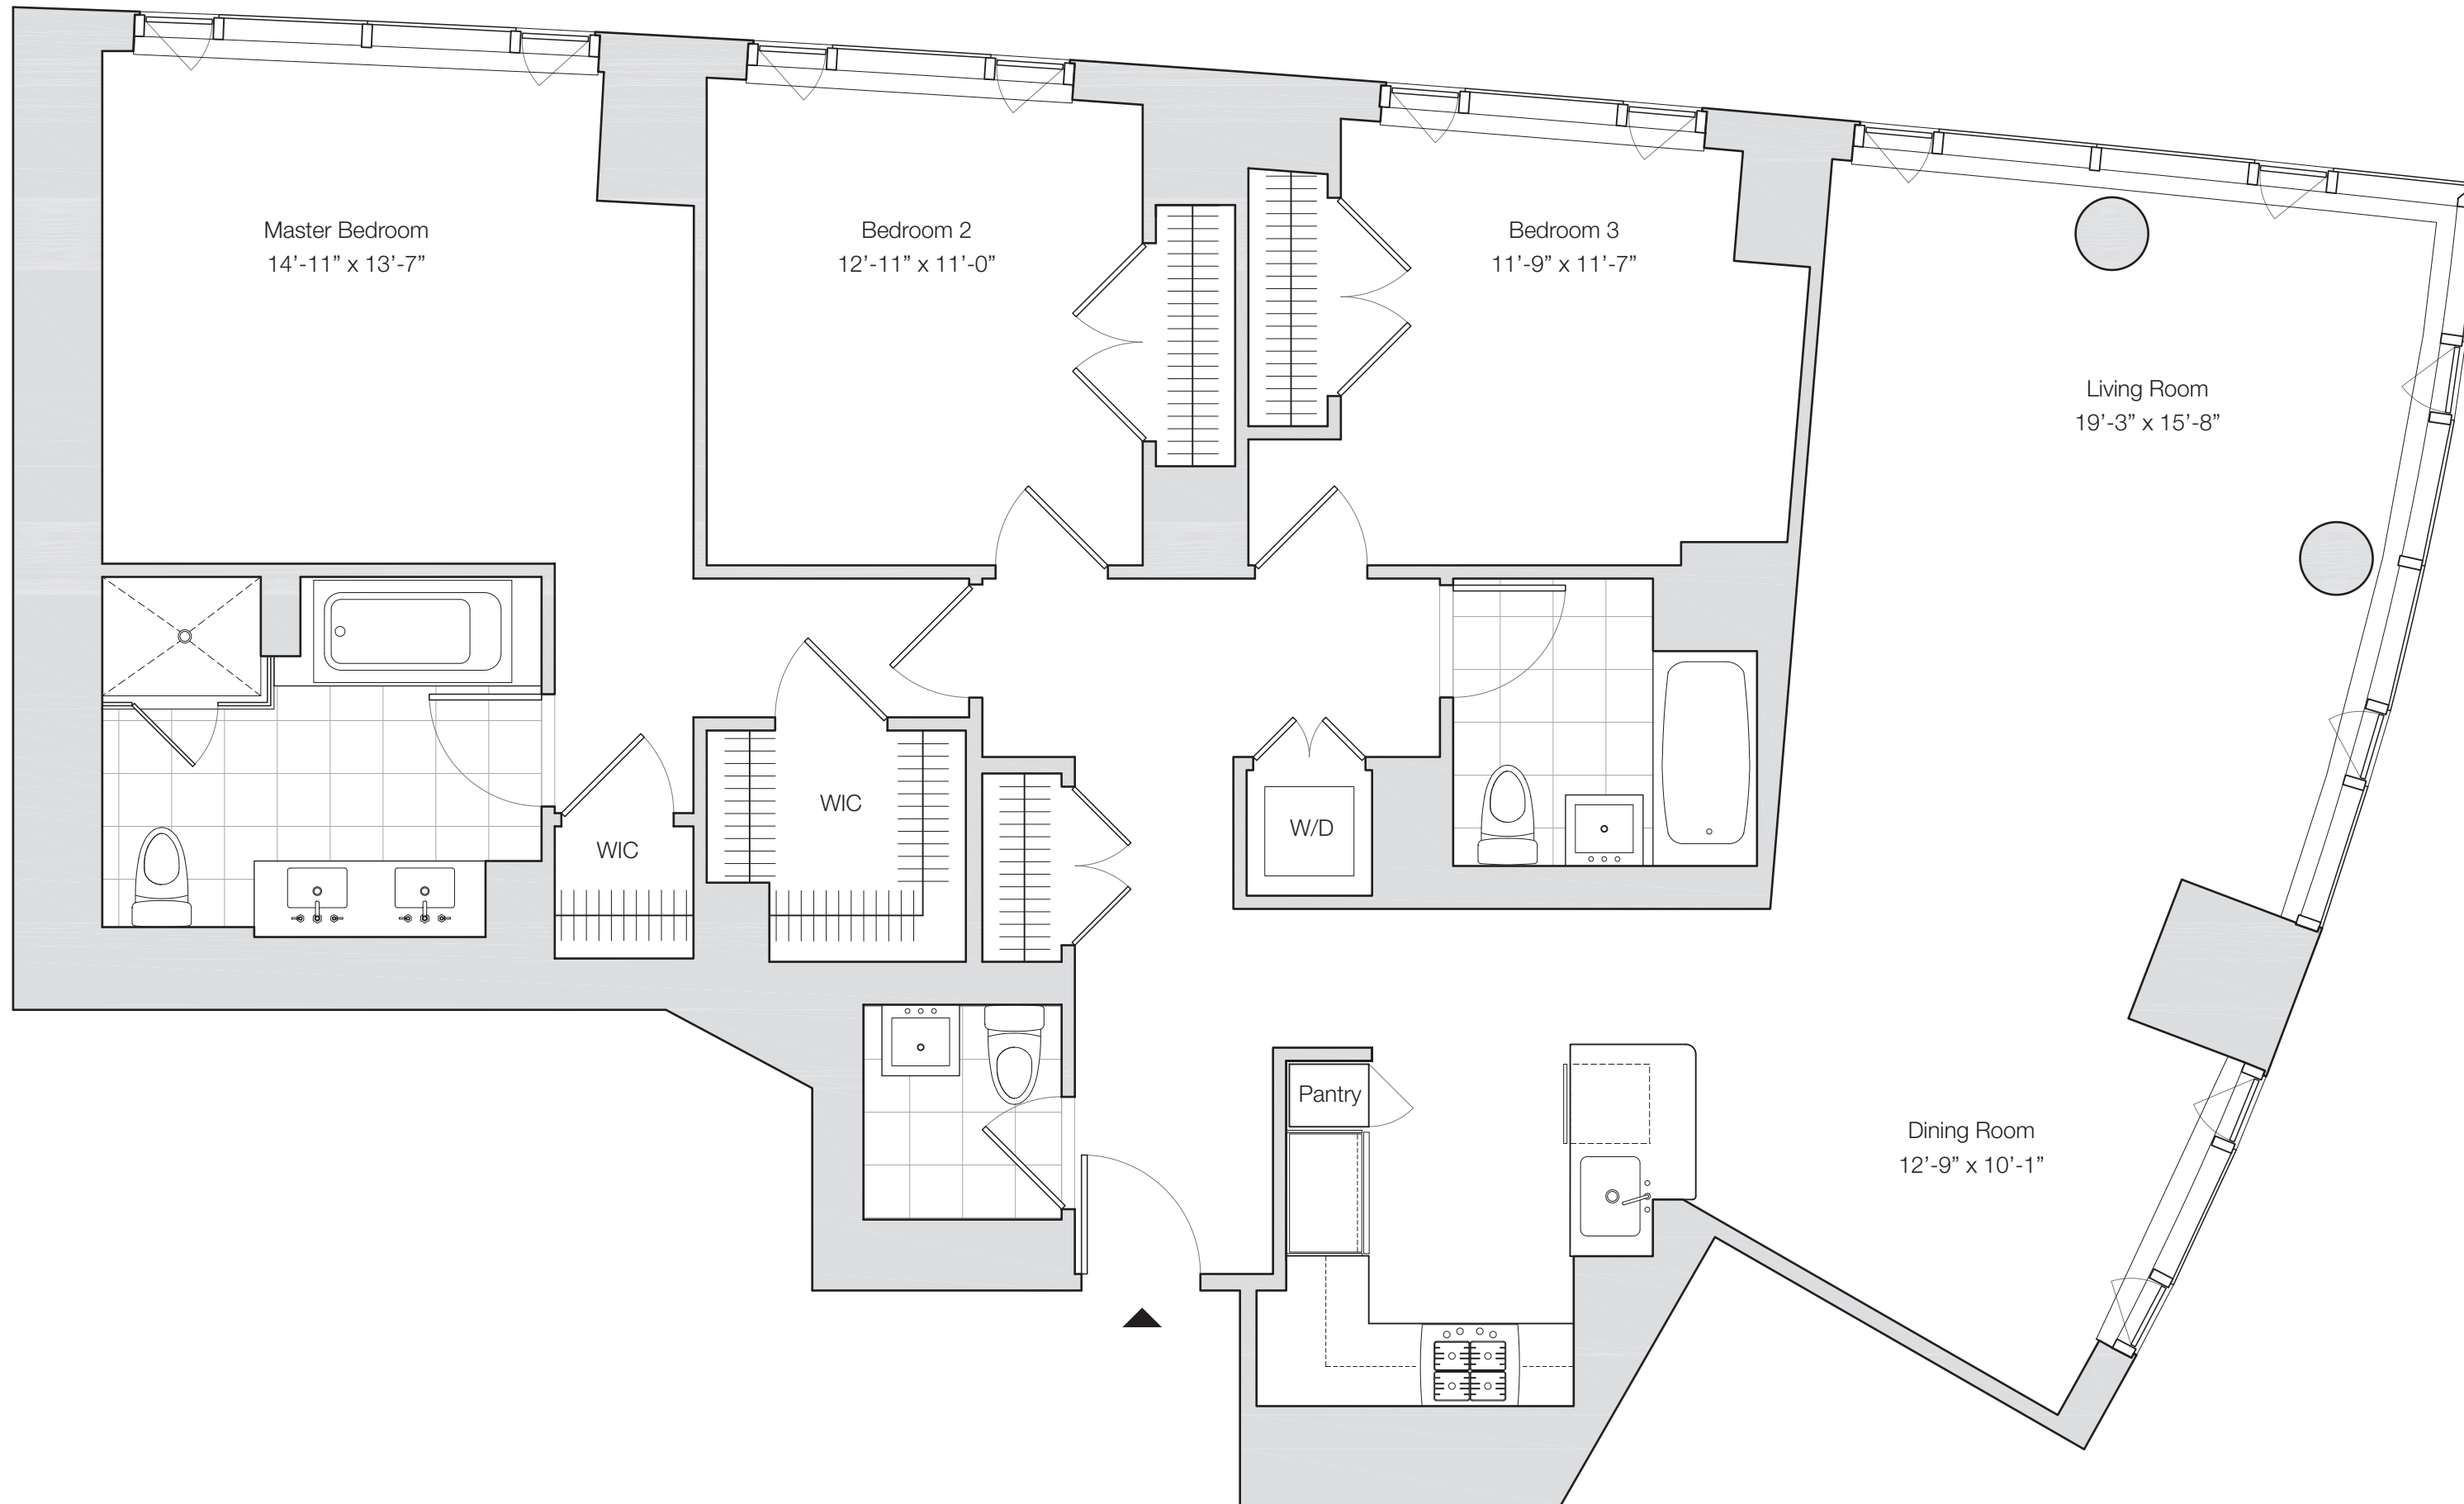 Master Bedroom
14’-11” x 13’-7”
Bedroom 2
12’-11” x 11’-0”
Bedroom 3
11’-9” x 11’-7”
Living Room
19’-3” x 15’-8”
WIC
WIC
W/D
Pantry
Dining Room
12’-9” x 10’-1”